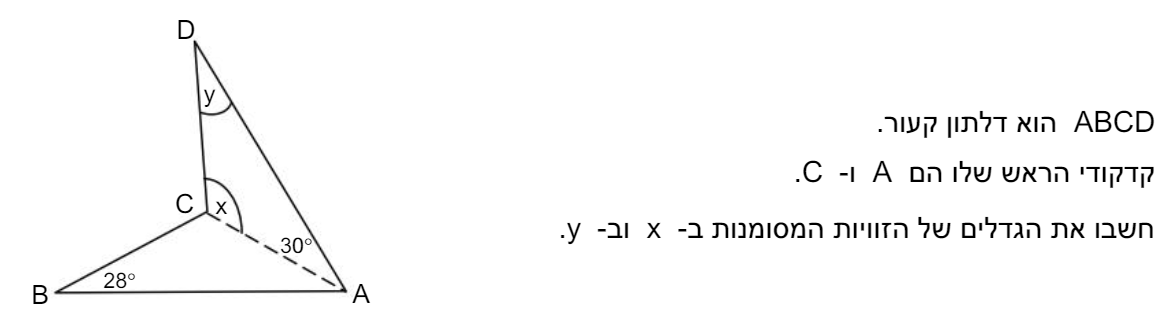 D
y
C
x
30°
28°
B
A
ABCD הוא דלתון קעור.
קדקודי הראש שלו הם A ו- C.
חשבו את הגדלים של הזוויות המסומנות ב- x וב- y.